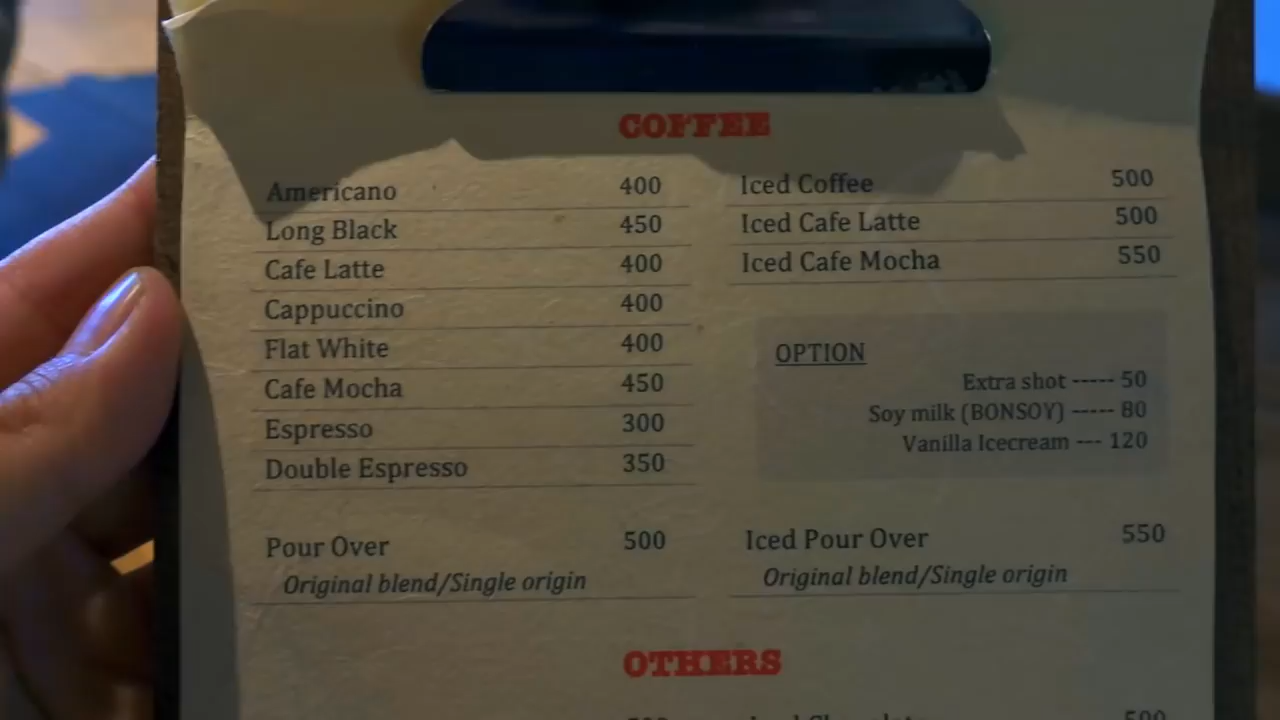 COFFEE
Americano 400
Long Black 450
Cafe Latte 400
Cappuccino 400
Flat White 400
Cafe Mocha 450
Espresso 300
Double Espresso 350
Pour Over 500
Original blend/Single origin
Iced Coffee 500
Iced Cafe Latte 500
Iced Cafe Mocha 550
OPTION
Extra shot ----- 50
Soy milk (BONSOY) ----- 80
Vanilla Icecream --- 120
Iced Pour Over 550
Original blend/Single origin
OTHERS